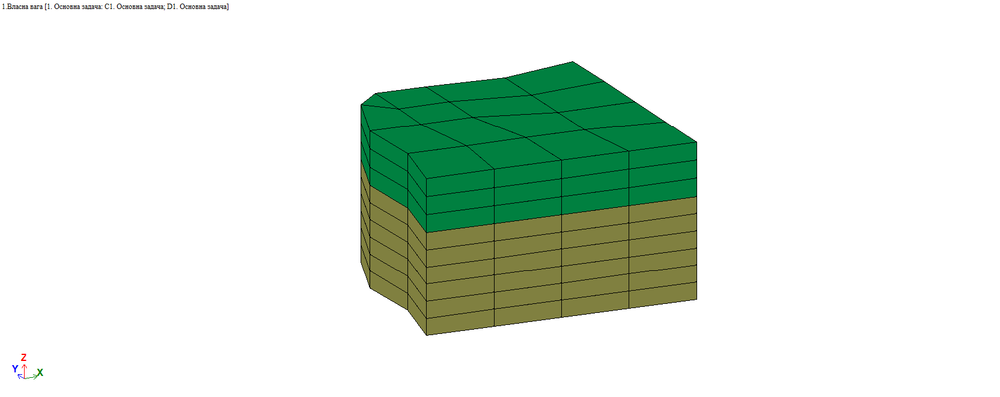 1.Власна вага [1. Основна задача: C1. Основна задача; D1. Основна задача]
Z
Y
X